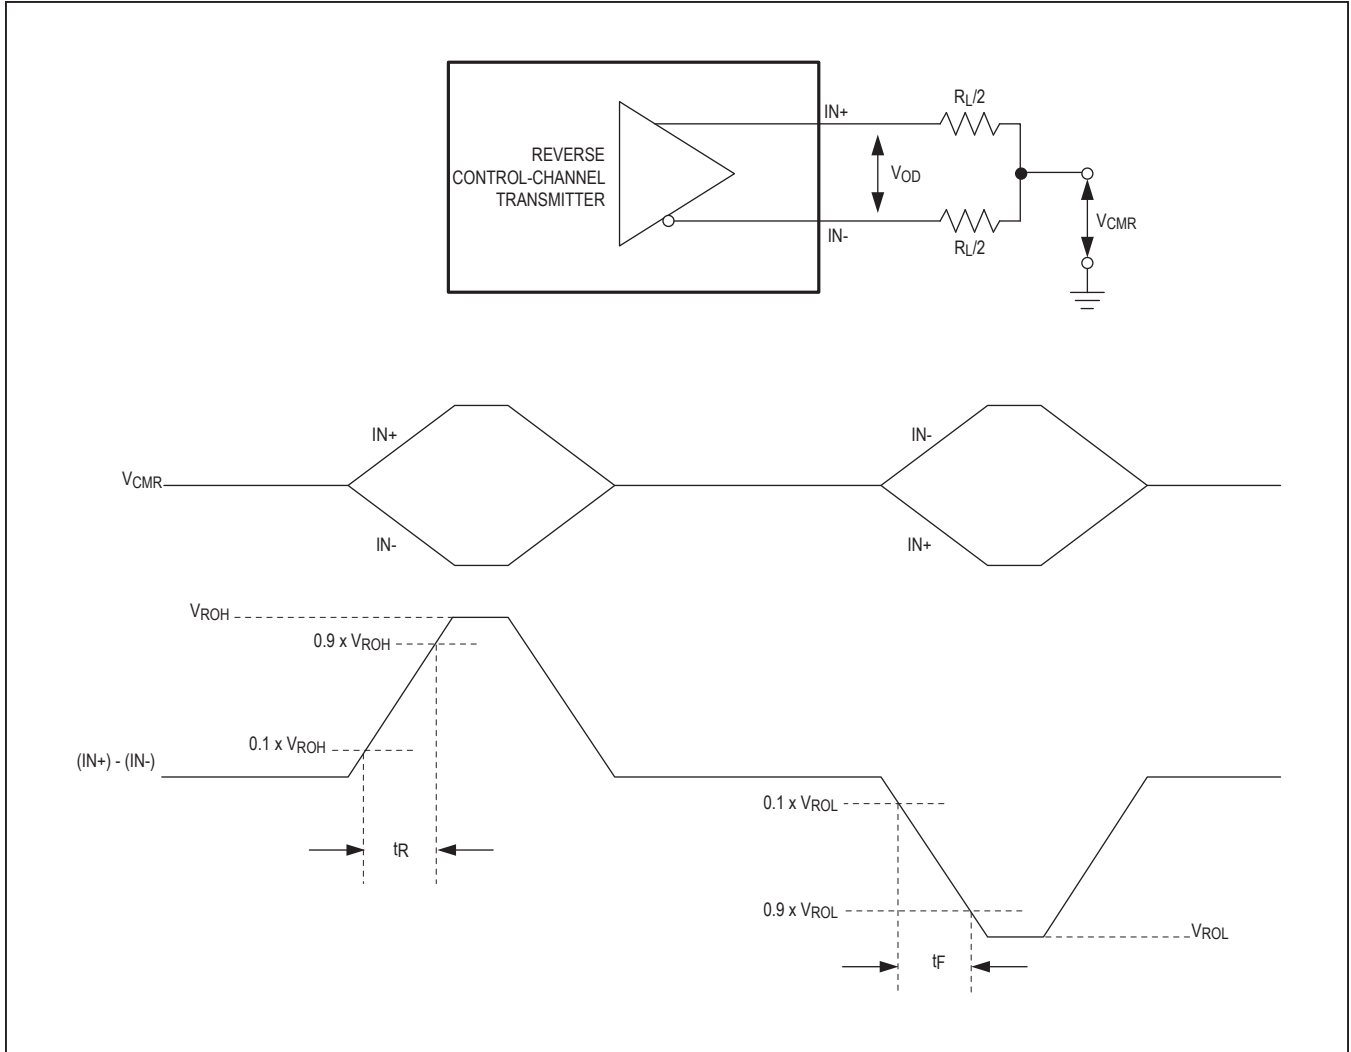 IN+
RL/2
REVERSE
CONTROL-CHANNEL
TRANSMITTER
VOD
VCMR
IN-
RL/2
IN+
IN-
VCMR
IN-
IN+
VROH
0.9 x VROH
0.1 x VROH
(IN+) - (IN-)
0.1 x VROL
tR
0.9 x VROL
VROL
tF